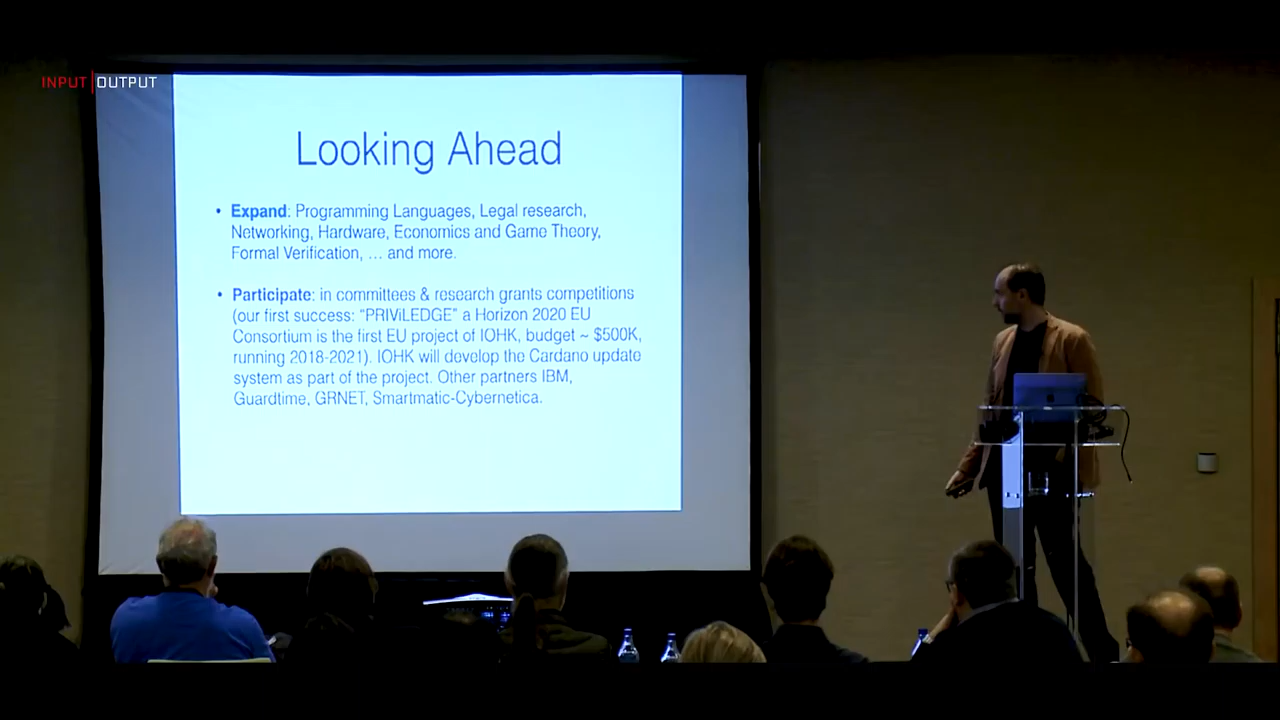 INPUT|OUTPUT
Looking Ahead
• Expand: Programming Languages, Legal research,
Networking, Hardware, Economics and Game Theory,
Formal Verification, ... and more.
• Participate: in committees & research grants competitions
(our first success: "PRIViLEDGE" a Horizon 2020 EU
Consortium is the first EU project of IOHK, budget ~ $500K,
running 2018-2021). IOHK will develop the Cardano update
system as part of the project. Other partners IBM,
Guardtime, GRNET, Smartmatic-Cybernetica.